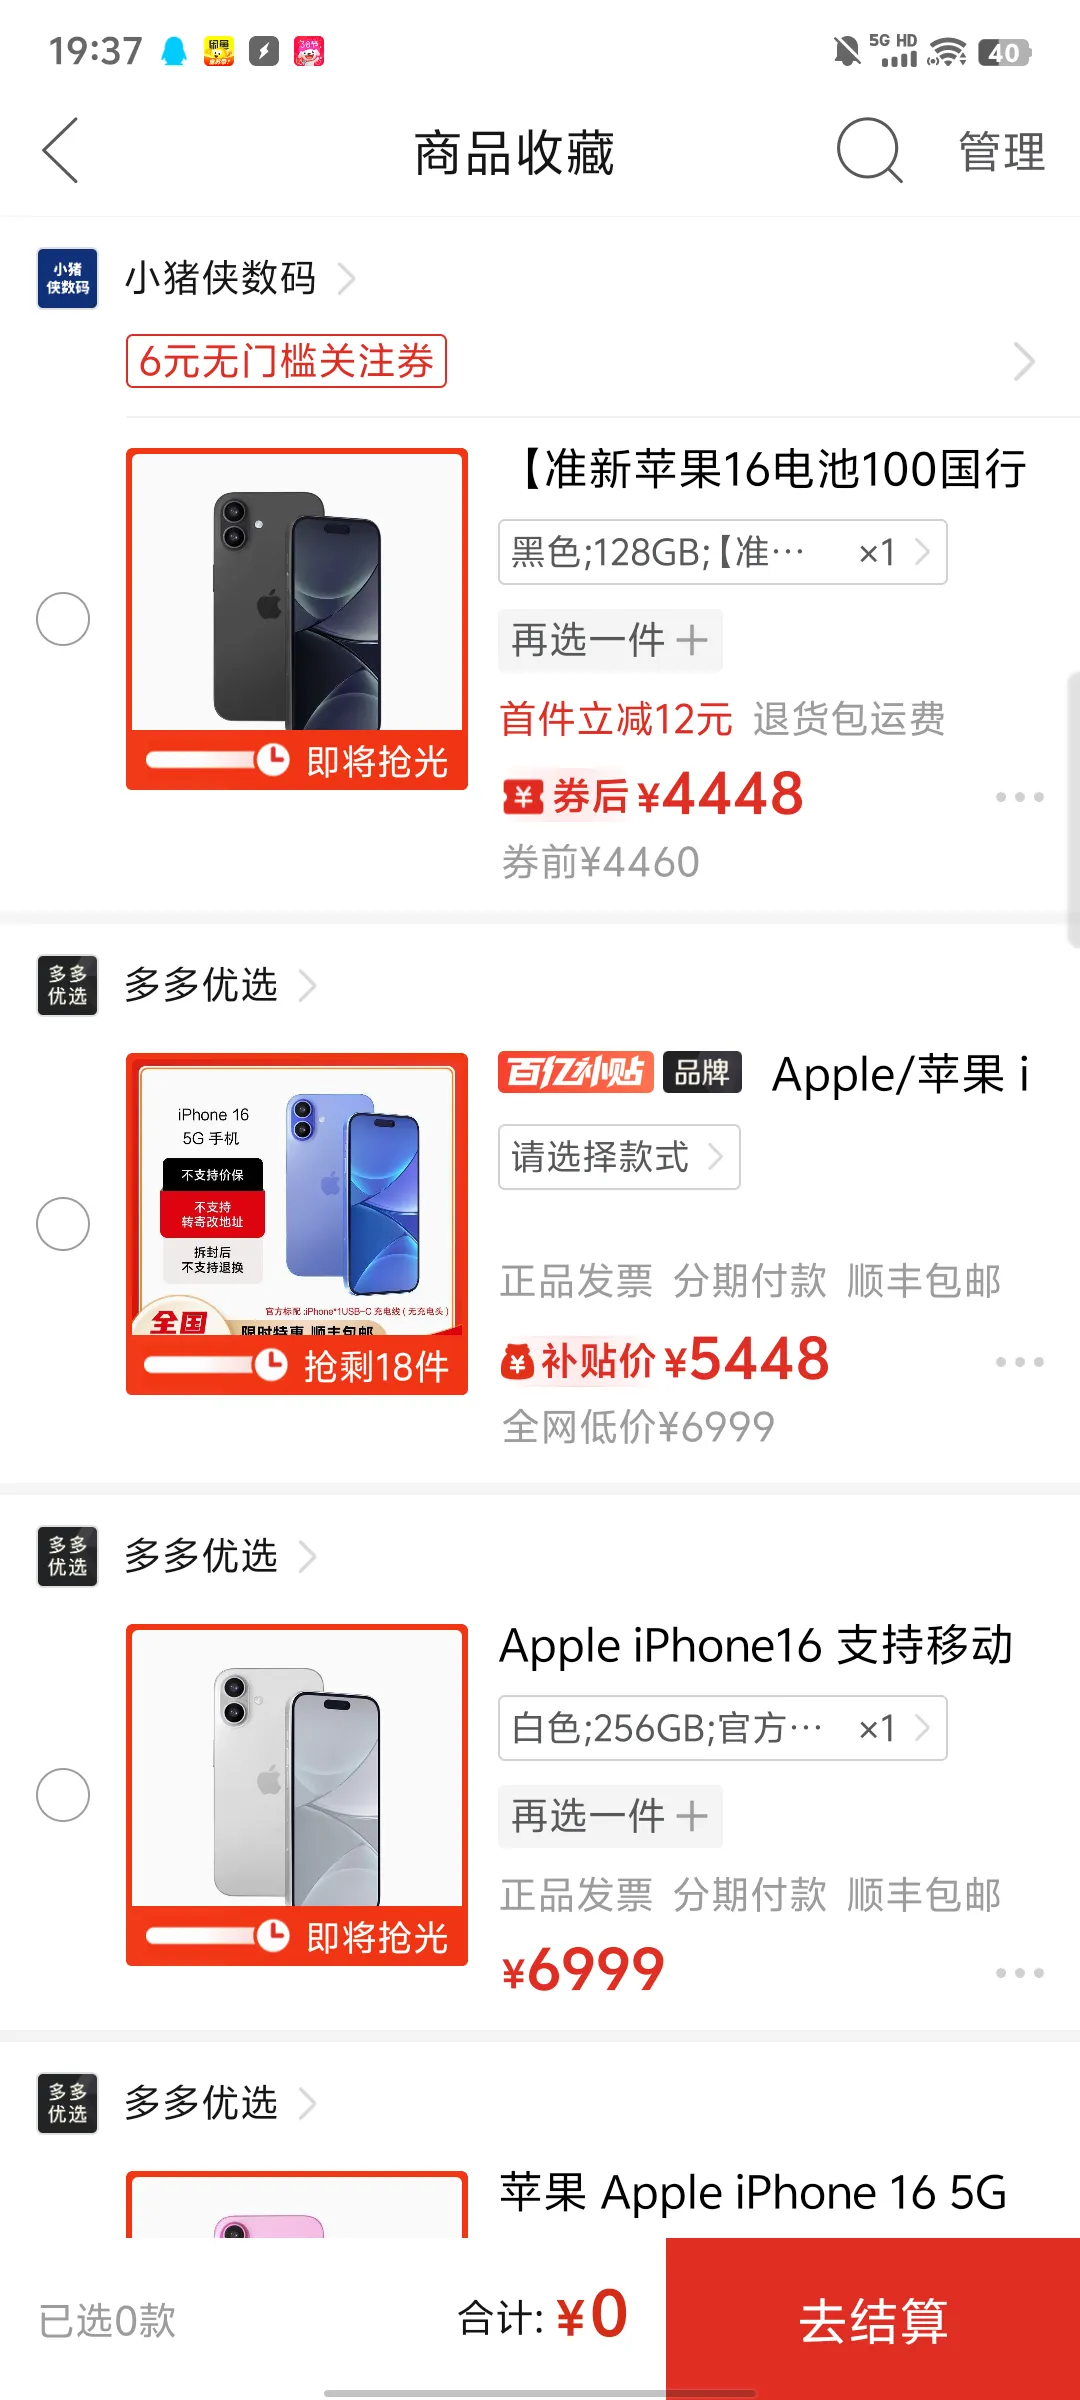 19:37
5G HD
40
商品收藏
管理
小猪
侠数码
小猪侠数码
6元无门槛关注券
【准新苹果16电池100国行
黑色;128GB;【准… ×1
再选一件
首件立减12元 退货包运费
即将抢光
券后 ¥4448
券前¥4460
多多
优选
多多优选
百亿补贴 品牌 Apple/苹果 i
iPhone 16
5G 手机
不支持价保
不支持
转寄改地址
拆封后
不支持退换
官方标配:iPhone*1USB-C 充电线(无充电头)
全国
限时特惠 顺丰包邮
抢剩18件
请选择款式
正品发票 分期付款 顺丰包邮
补贴价 ¥5448
全网低价¥6999
多多
优选
多多优选
Apple iPhone16 支持移动
白色;256GB;官方… ×1
再选一件
正品发票 分期付款 顺丰包邮
即将抢光
¥6999
多多
优选
多多优选
苹果 Apple iPhone 16 5G
已选0款
合计: ¥0
去结算